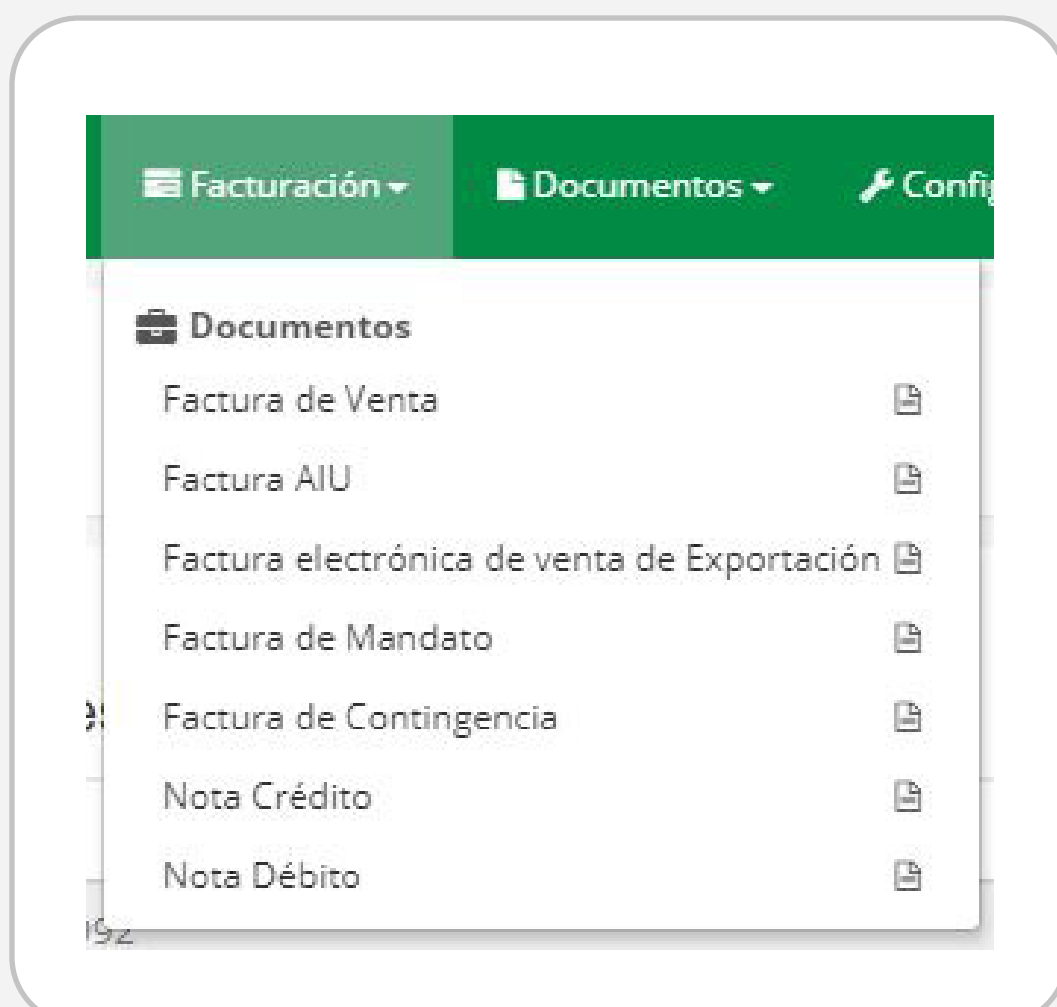 Facturación
Documentos
Documentos
Factura de Venta
Factura AIU
Factura electrónica de venta de Exportación
Factura de Mandato
Factura de Contingencia
Nota Crédito
Nota Débito